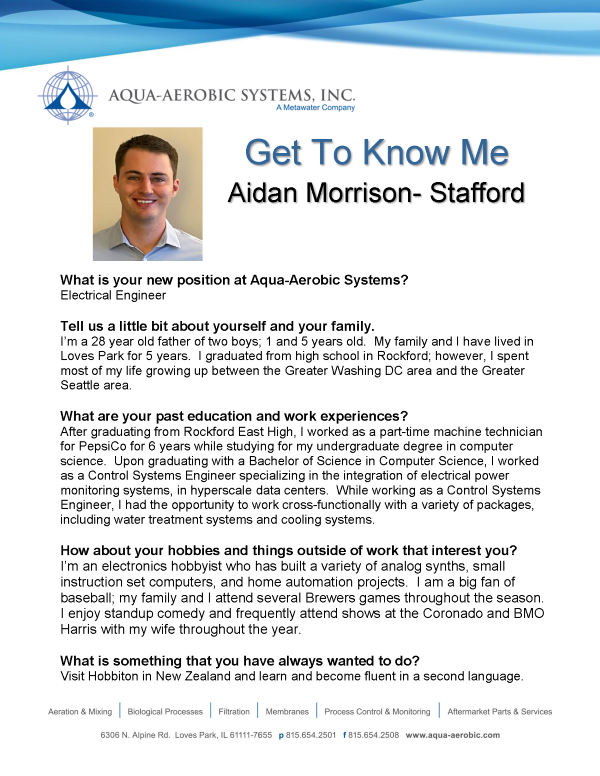 AQUA-AEROBIC SYSTEMS, INC.
A Metawater Company
®
Get To Know Me
Aidan Morrison- Stafford
What is your new position at Aqua-Aerobic Systems?
Electrical Engineer
Tell us a little bit about yourself and your family.
I'm a 28 year old father of two boys; 1 and 5 years old.  My family and I have lived in
Loves Park for 5 years.  I graduated from high school in Rockford; however, I spent
most of my life growing up between the Greater Washing DC area and the Greater
Seattle area.
What are your past education and work experiences?
After graduating from Rockford East High, I worked as a part-time machine technician
for PepsiCo for 6 years while studying for my undergraduate degree in computer
science.  Upon graduating with a Bachelor of Science in Computer Science, I worked
as a Control Systems Engineer specializing in the integration of electrical power
monitoring systems, in hyperscale data centers.  While working as a Control Systems
Engineer, I had the opportunity to work cross-functionally with a variety of packages,
including water treatment systems and cooling systems.
How about your hobbies and things outside of work that interest you?
I'm an electronics hobbyist who has built a variety of analog synths, small
instruction set computers, and home automation projects.  I am a big fan of
baseball; my family and I attend several Brewers games throughout the season.
I enjoy standup comedy and frequently attend shows at the Coronado and BMO
Harris with my wife throughout the year.
What is something that you have always wanted to do?
Visit Hobbiton in New Zealand and learn and become fluent in a second language.
Aeration & Mixing | Biological Processes | Filtration | Membranes | Process Control & Monitoring | Aftermarket Parts & Services
6306 N. Alpine Rd.  Loves Park, IL 61111-7655  p 815.654.2501  f 815.654.2508  www.aqua-aerobic.com